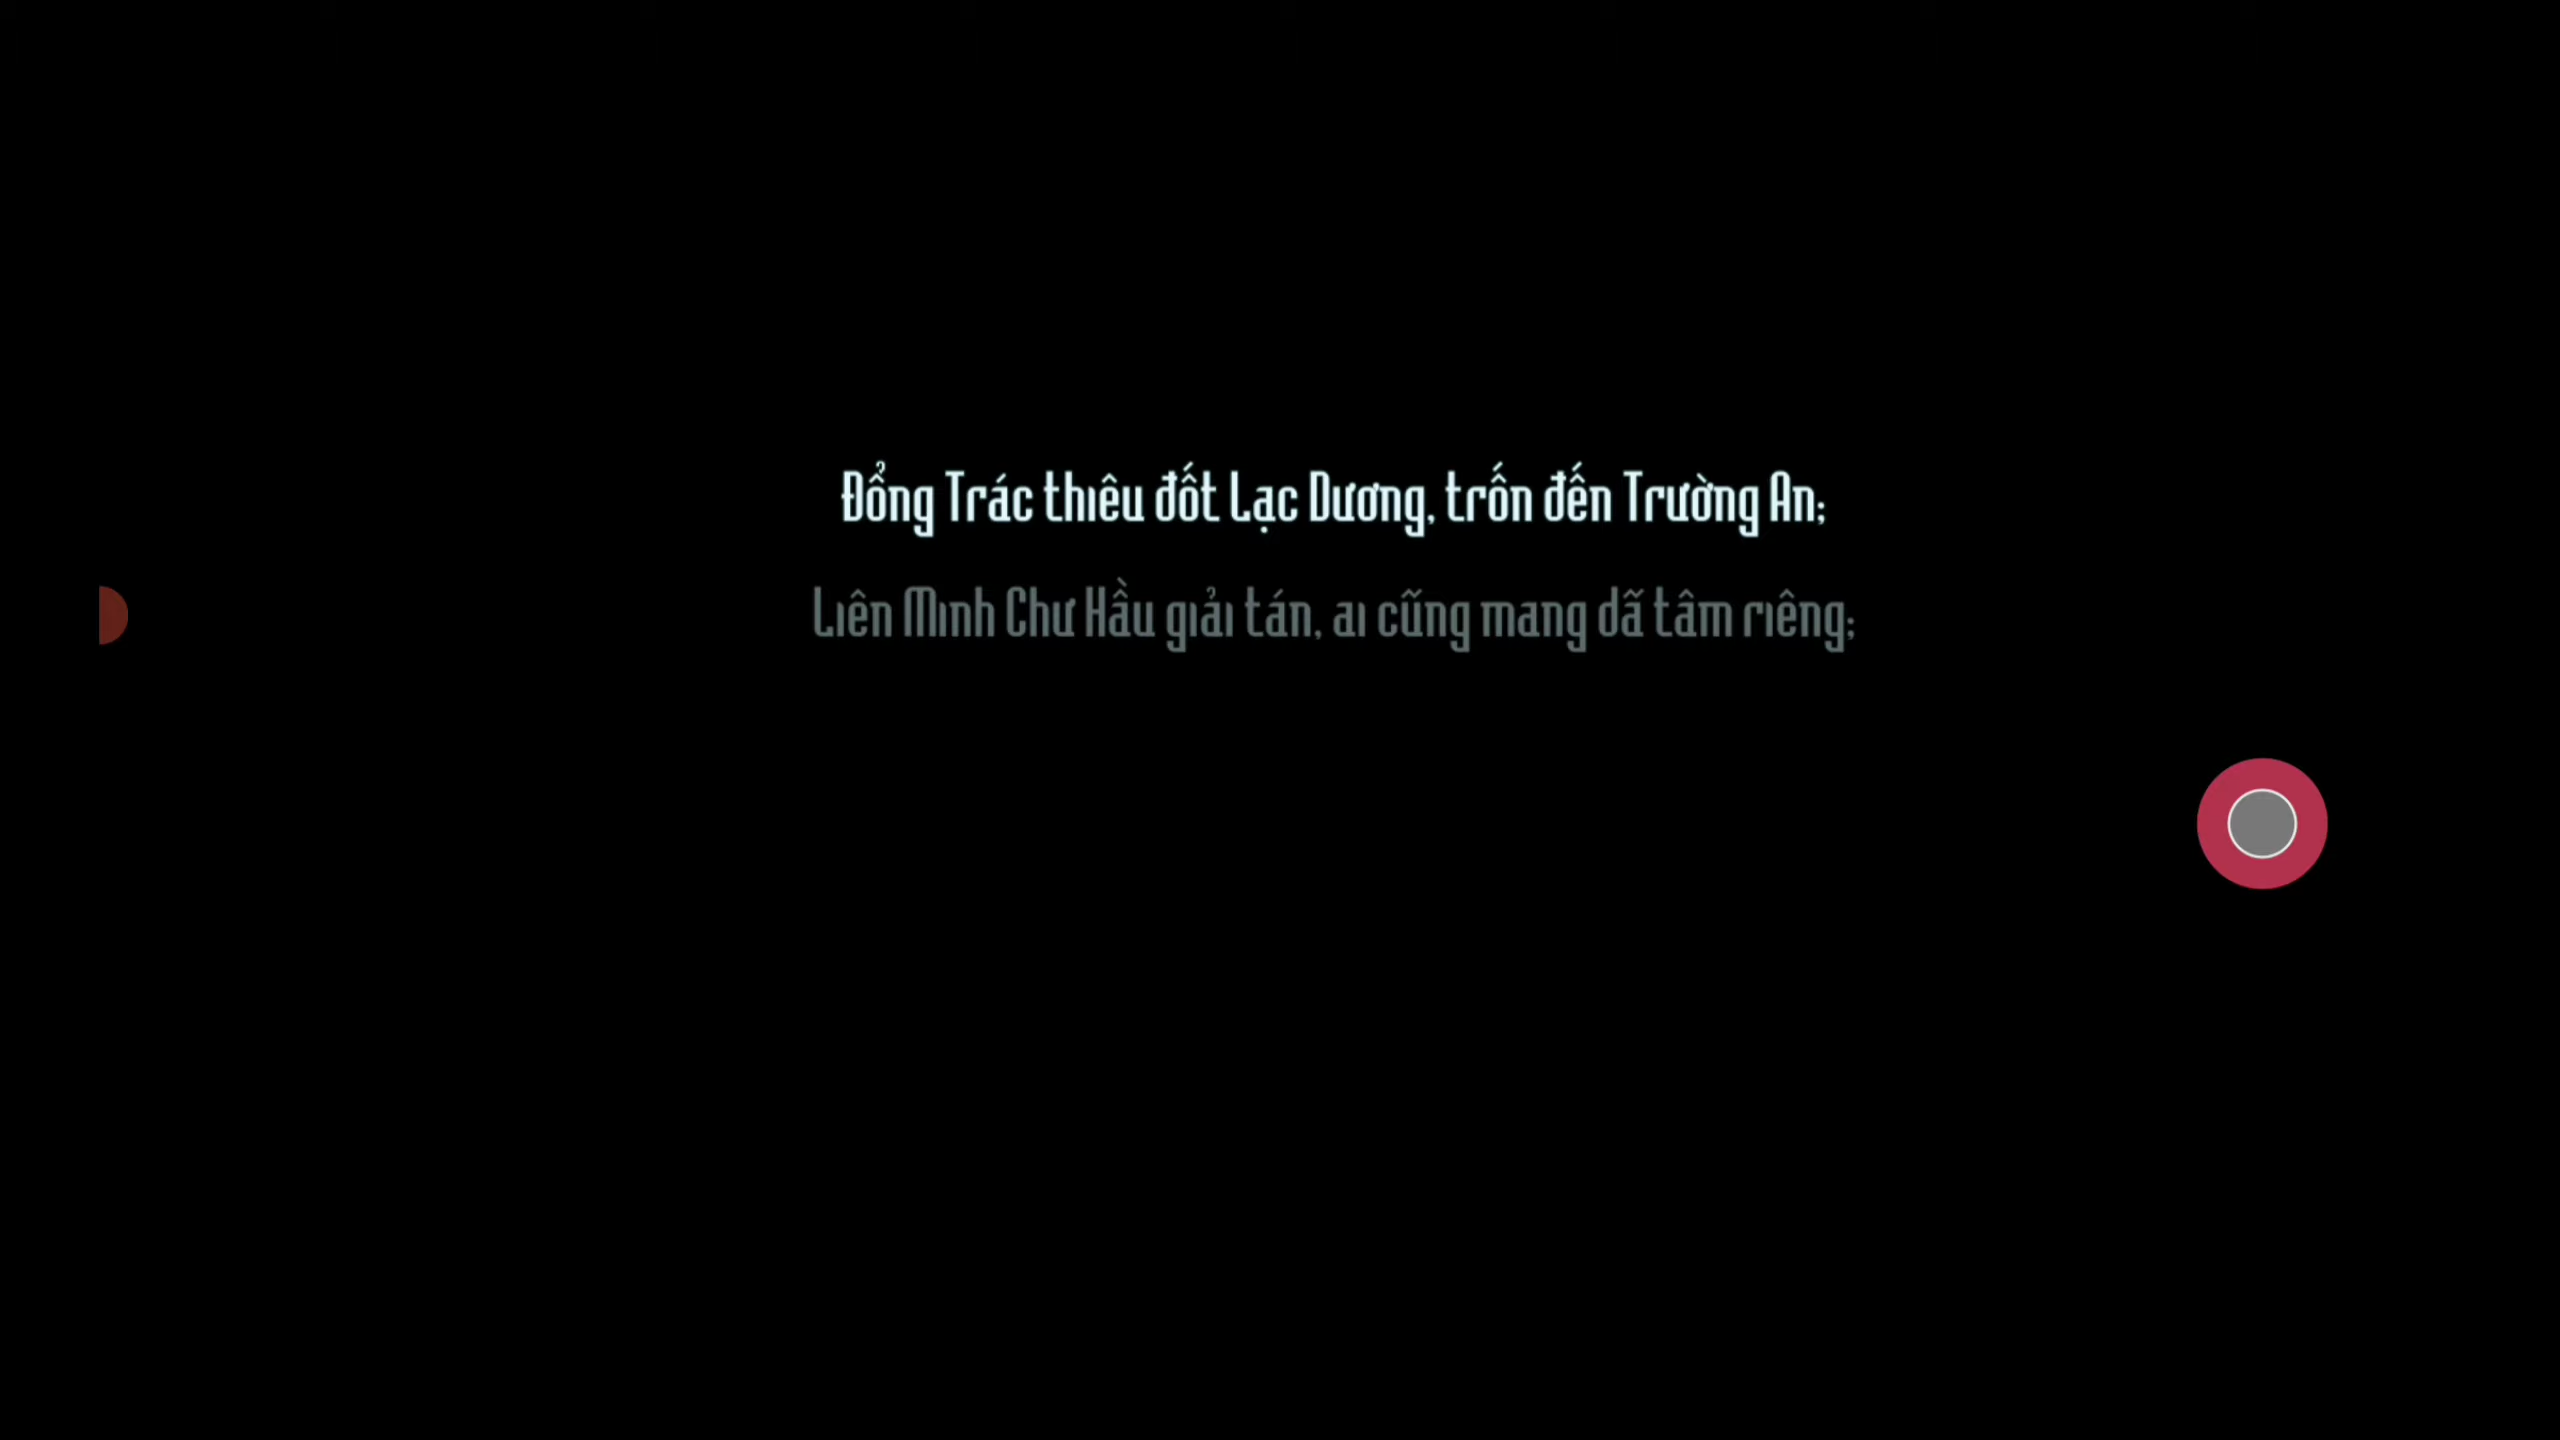 Đổng Trác thiêu đốt Lạc Dương, trốn đến Trường An;
Liên Minh Chư Hầu giải tán, ai cũng mang dã tâm riêng;